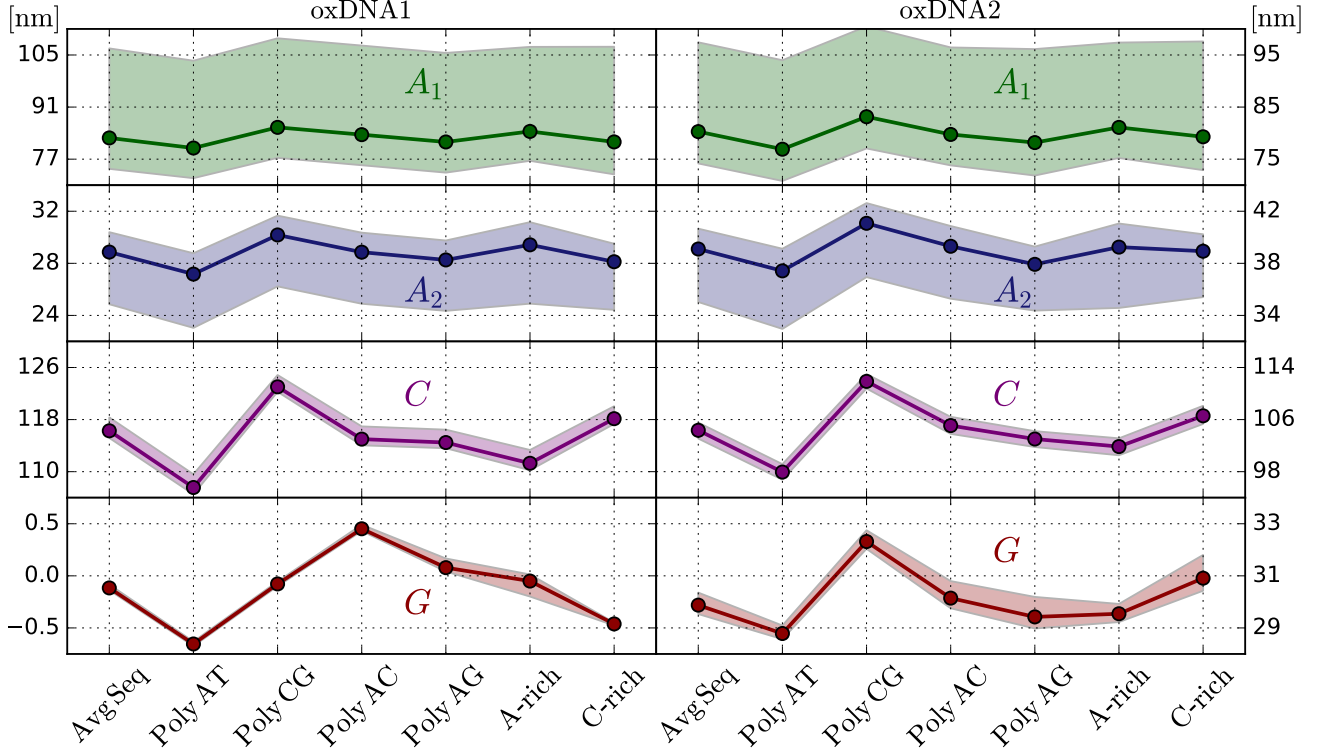 [nm] oxDNA1 oxDNA2 [nm]
105 95
A1 A1
91 85
77 75
32 42
28 38
A2 A2
24 34
126 114
C C
118 106
110 98
0.5 33
G
0.0 31
G
−0.5 29
Avg Seq Poly AT Poly CG Poly AC Poly AG A-rich C-rich Avg Seq Poly AT Poly CG Poly AC Poly AG A-rich C-rich